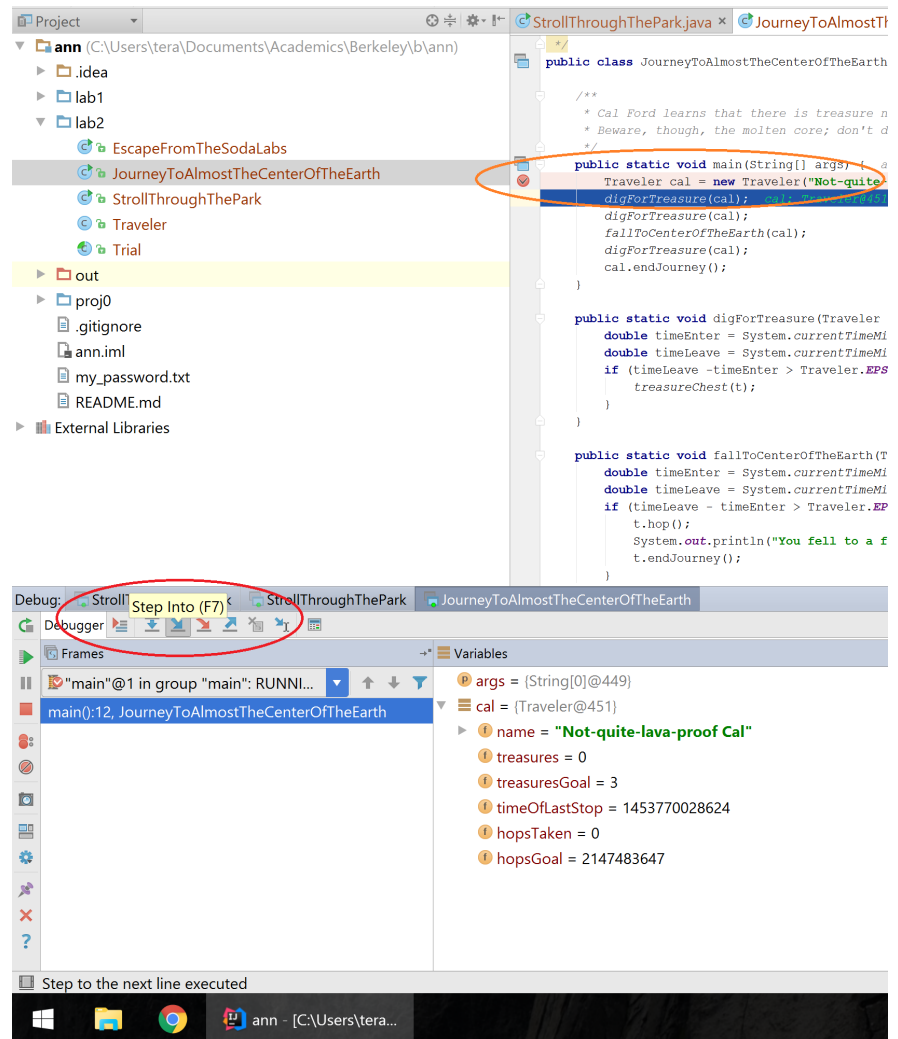 Project
StrollThroughThePark.java × JourneyToAlmostTh
ann (C:\Users\tera\Documents\Academics\Berkeley\b\ann)
.idea
lab1
lab2
EscapeFromTheSodaLabs
JourneyToAlmostTheCenterOfTheEarth
StrollThroughThePark
Traveler
Trial
out
proj0
.gitignore
ann.iml
my_password.txt
README.md
External Libraries
*/
public class JourneyToAlmostTheCenterOfTheEarth
/**
* Cal Ford learns that there is treasure n
* Beware, though, the molten core; don't d
*/
public static void main(String[] args) { a
Traveler cal = new Traveler("Not-quite-
digForTreasure(cal); cal: Traveler@451
digForTreasure(cal);
fallToCenterOfTheEarth(cal);
digForTreasure(cal);
cal.endJourney();
}
public static void digForTreasure(Traveler
double timeEnter = System.currentTimeMi
double timeLeave = System.currentTimeMi
if (timeLeave -timeEnter > Traveler.EPS
treasureChest(t);
}
}
public static void fallToCenterOfTheEarth(T
double timeEnter = System.currentTimeMi
double timeLeave = System.currentTimeMi
if (timeLeave - timeEnter > Traveler.EP
t.hop();
System.out.println("You fell to a f
t.endJourney();
}
Debug: Stroll k StrollThroughThePark JourneyToAlmostTheCenterOfTheEarth
Step Into (F7)
Debugger
Frames
"main"@1 in group "main": RUNNI...
main():12, JourneyToAlmostTheCenterOfTheEarth
Variables
args = {String[0]@449}
cal = {Traveler@451}
name = "Not-quite-lava-proof Cal"
treasures = 0
treasuresGoal = 3
timeOfLastStop = 1453770028624
hopsTaken = 0
hopsGoal = 2147483647
Step to the next line executed
ann - [C:\Users\tera...